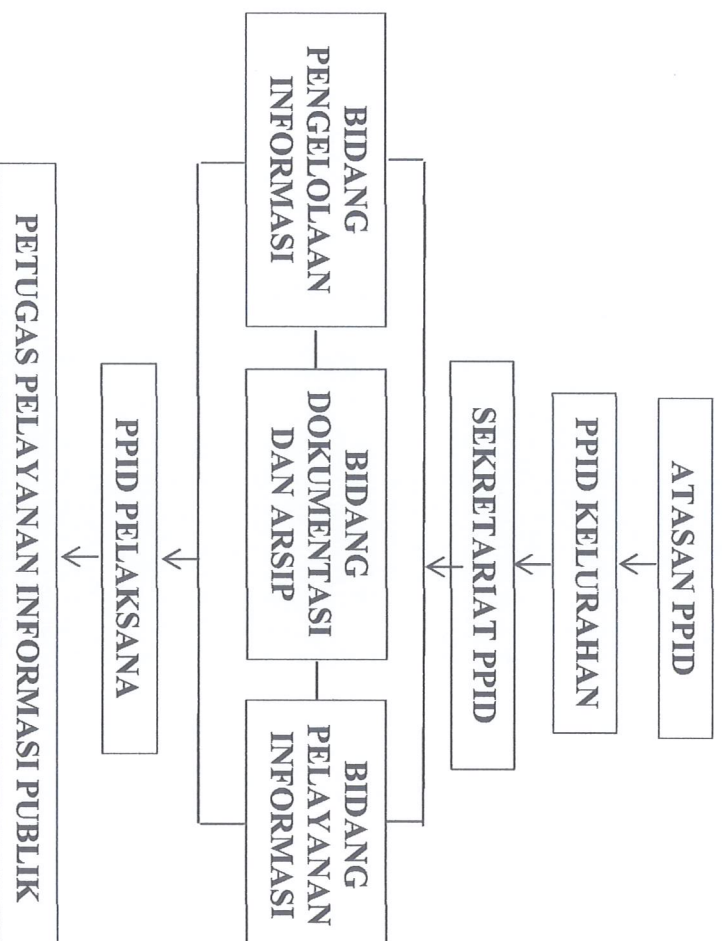 ATASAN PPID
PPID KELURAHAN
SEKRETARIAT PPID
BIDANG
PENGELOLAAN
INFORMASI
BIDANG
DOKUMENTASI
DAN ARSIP
BIDANG
PELAYANAN
INFORMASI
PPID PELAKSANA
PETUGAS PELAYANAN INFORMASI PUBLIK